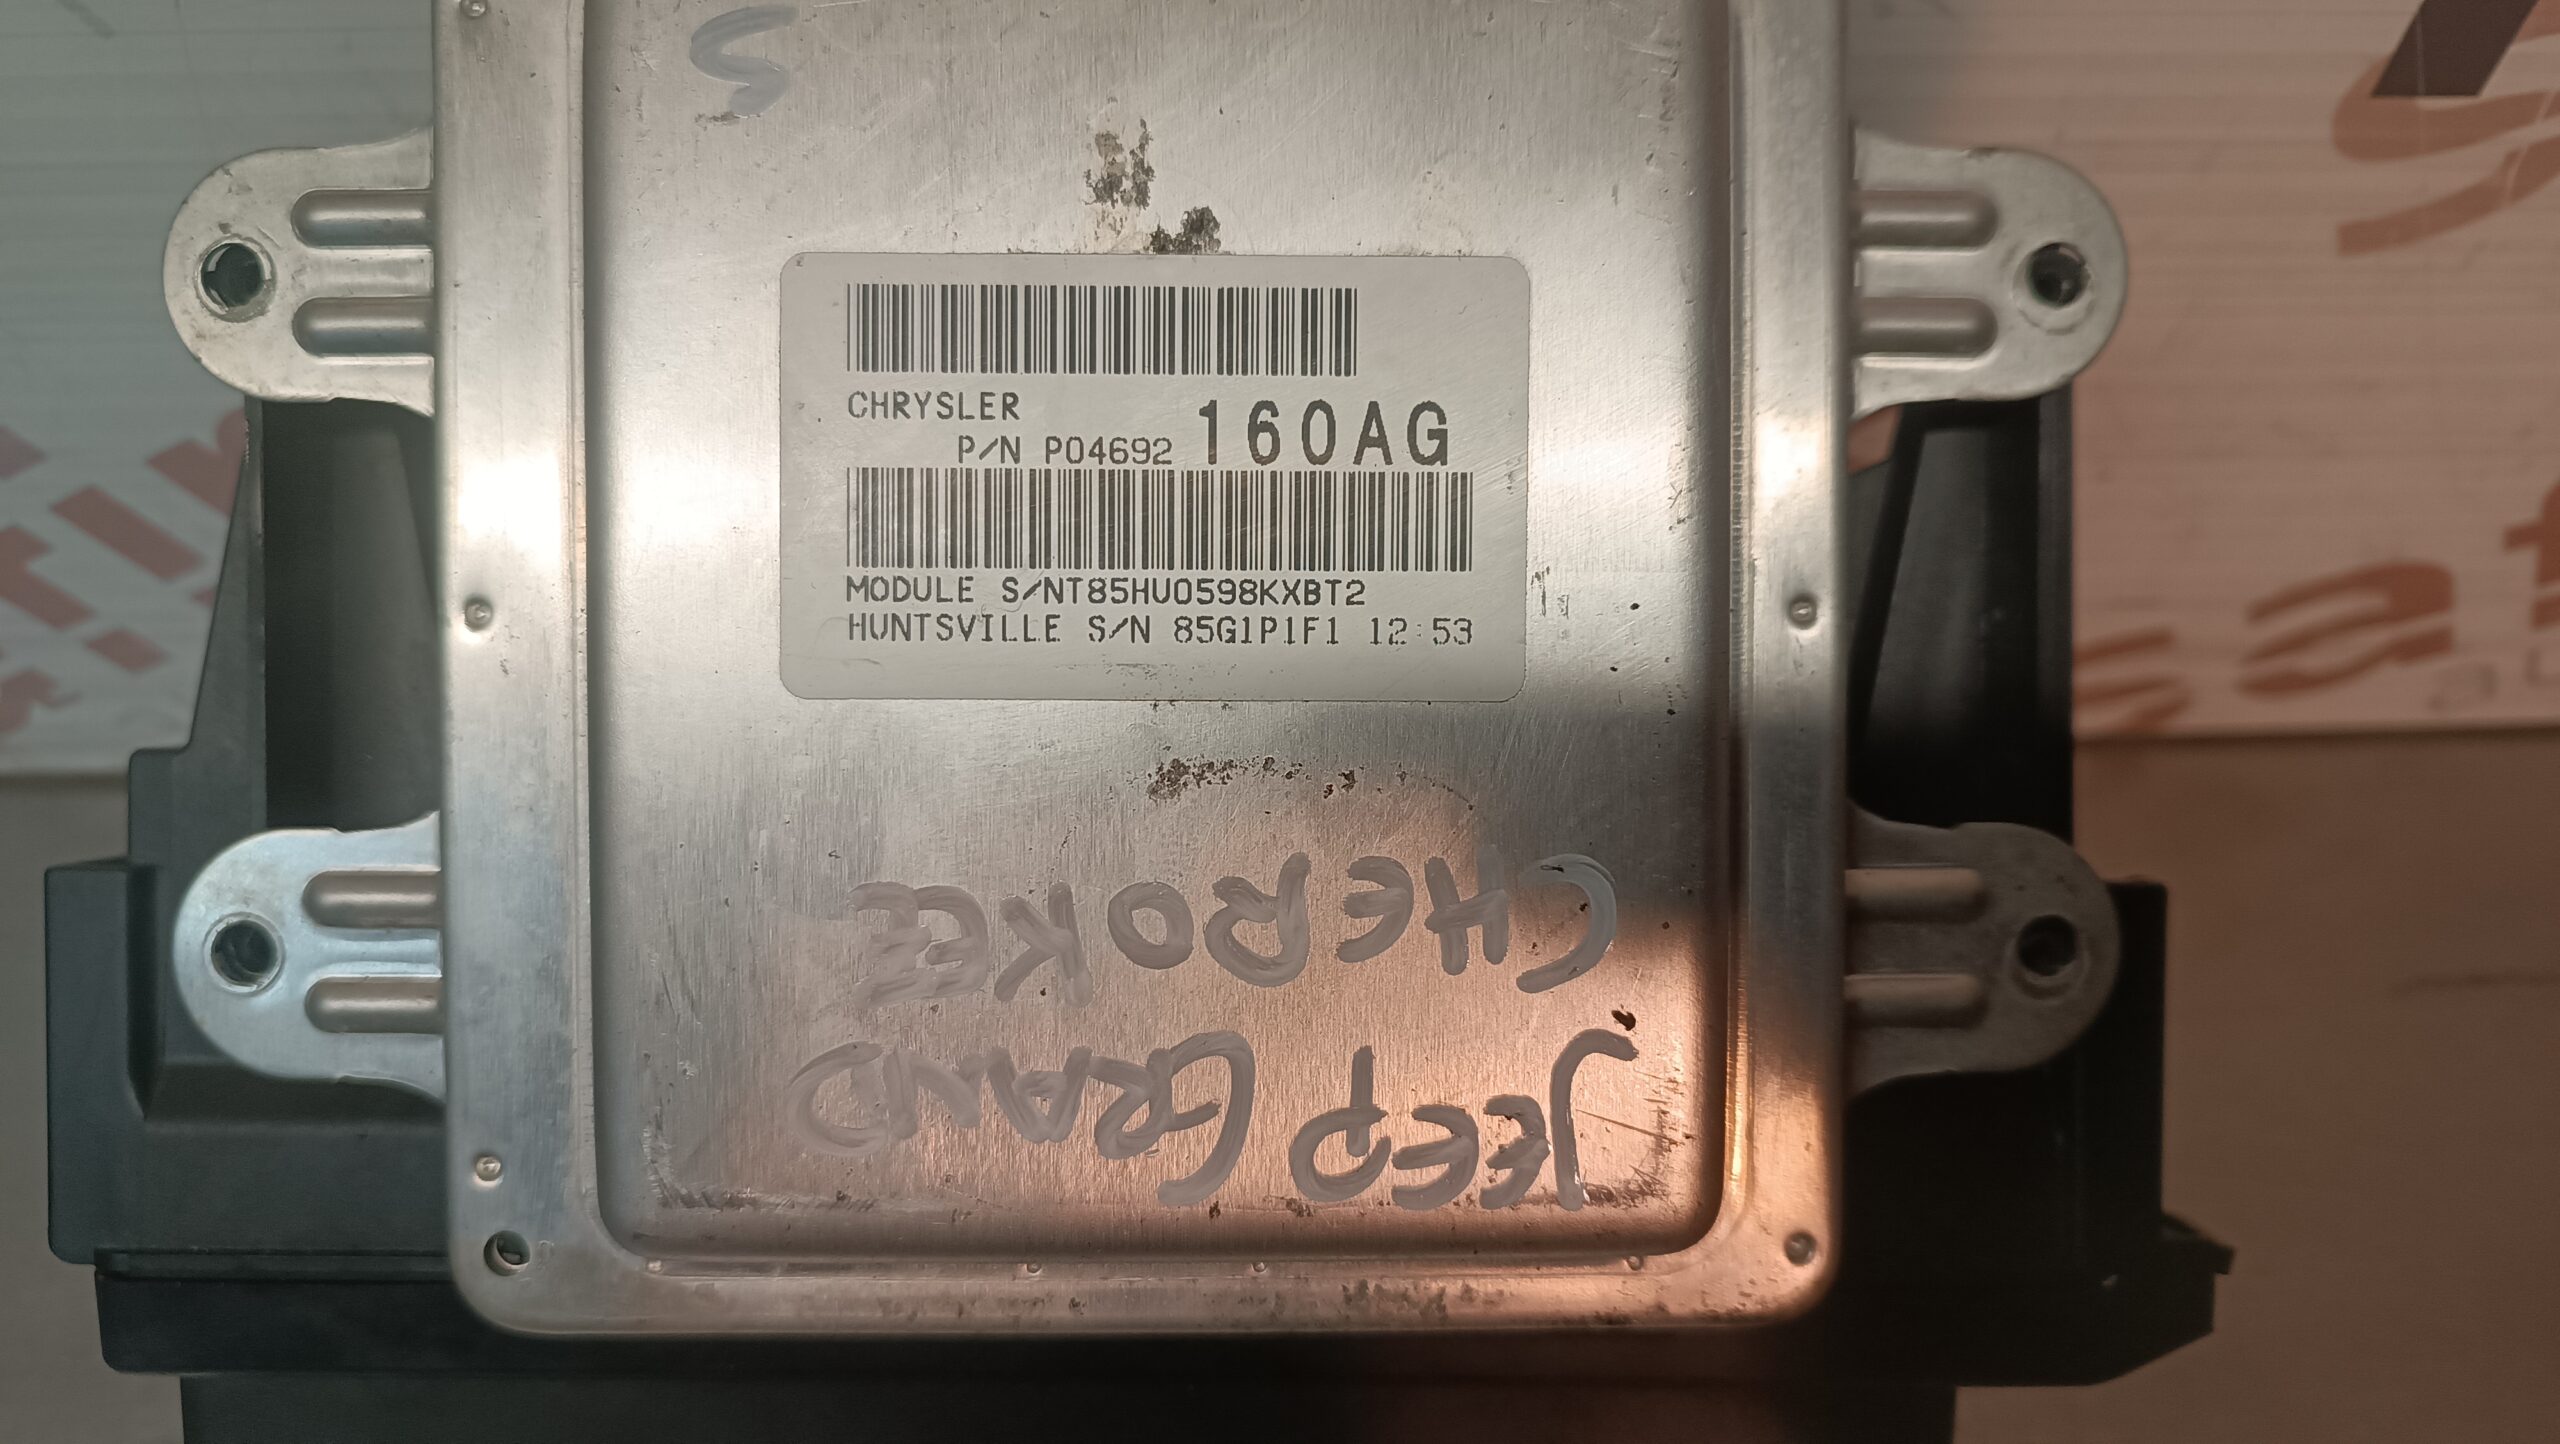 S
CHRYSLER
P/N P04692 160AG
MODULE S/NT85HU0598KXBT2
HUNTSVILLE S/N 85G1P1F1 12:53
JEEP GRAND
CHEROKEE